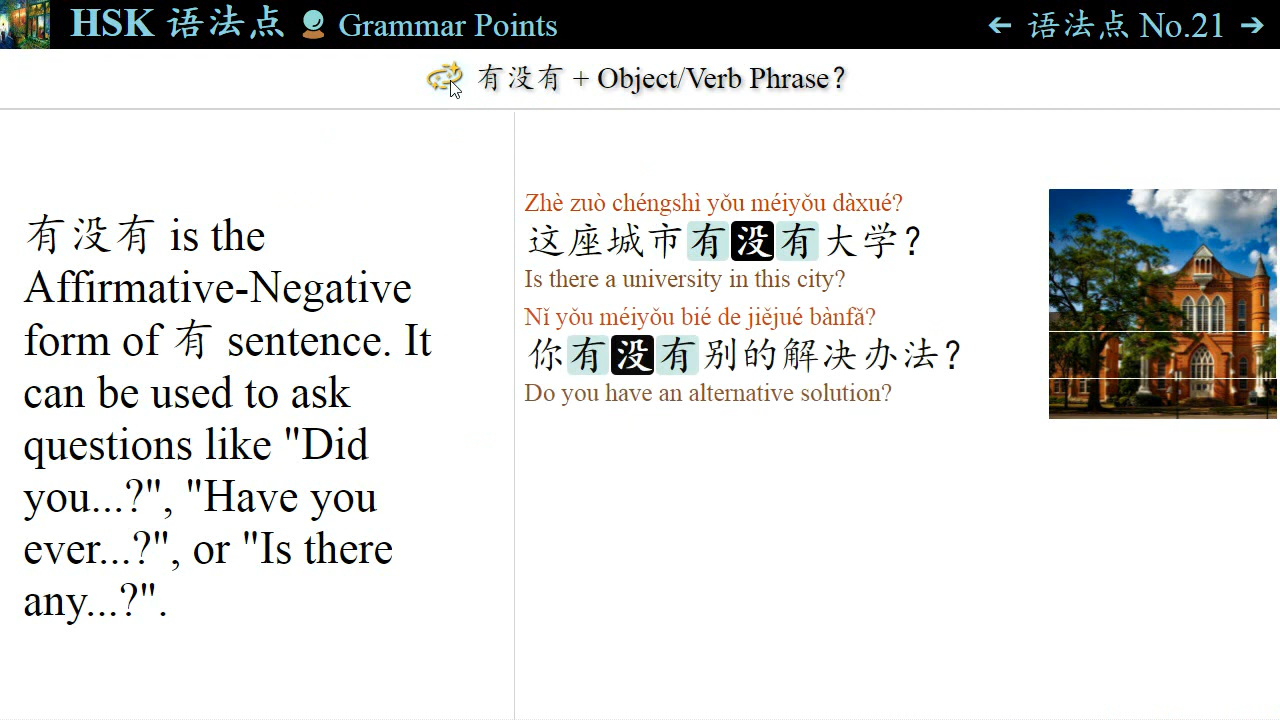 HSK 语法点 Grammar Points
← 语法点 No.21 →
有没有 + Object/Verb Phrase?
有没有 is the
Affirmative-Negative
form of 有 sentence. It
can be used to ask
questions like "Did
you...?", "Have you
ever...?", or "Is there
any...?".
Zhè zuò chéngshì yǒu méiyǒu dàxué?
这座城市有没有大学？
Is there a university in this city?
Nǐ yǒu méiyǒu bié de jiějué bànfǎ?
你有没有别的解决办法？
Do you have an alternative solution?